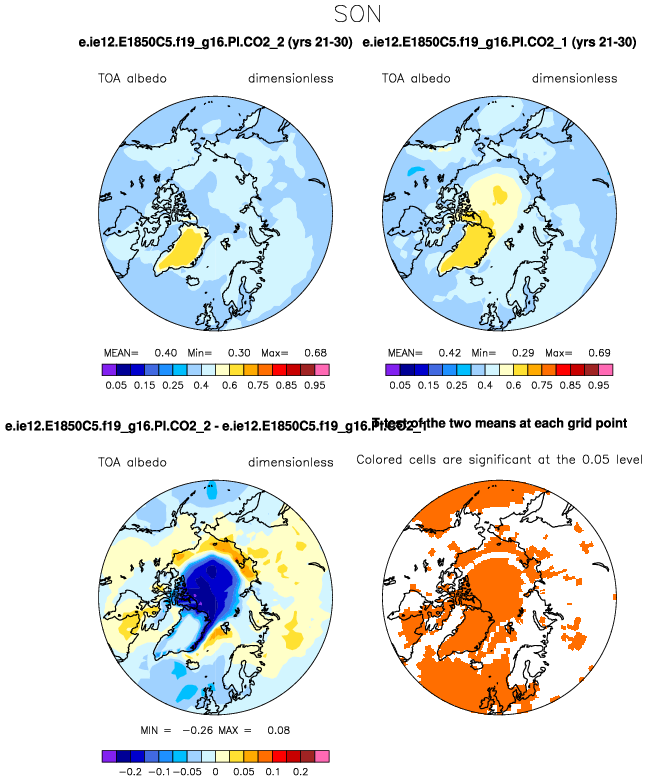 SON
e.ie12.E1850C5.f19_g16.PI.CO2_2 (yrs 21-30) e.ie12.E1850C5.f19_g16.PI.CO2_1 (yrs 21-30)
TOA albedo dimensionless TOA albedo dimensionless
MEAN= 0.40 Min= 0.30 Max= 0.68 MEAN= 0.42 Min= 0.29 Max= 0.69
0.05 0.15 0.25 0.4 0.6 0.75 0.85 0.95 0.05 0.15 0.25 0.4 0.6 0.75 0.85 0.95
e.ie12.E1850C5.f19_g16.PI.CO2_2 - e.ie12.E1850C5.f19_g16.PI.CO2_1 T-test of the two means at each grid point
TOA albedo dimensionless Colored cells are significant at the 0.05 level
MIN = -0.26 MAX = 0.08
-0.2 -0.1 -0.05 0 0.05 0.1 0.2